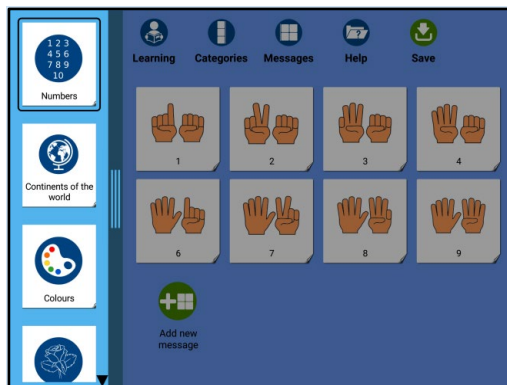 1 2 3
4 5 6
7 8 9
10
Numbers
Continents of the
world
Colours
Learning
Categories
Messages
?
Help
Save
1
2
3
4
6
7
8
9
Add new
message